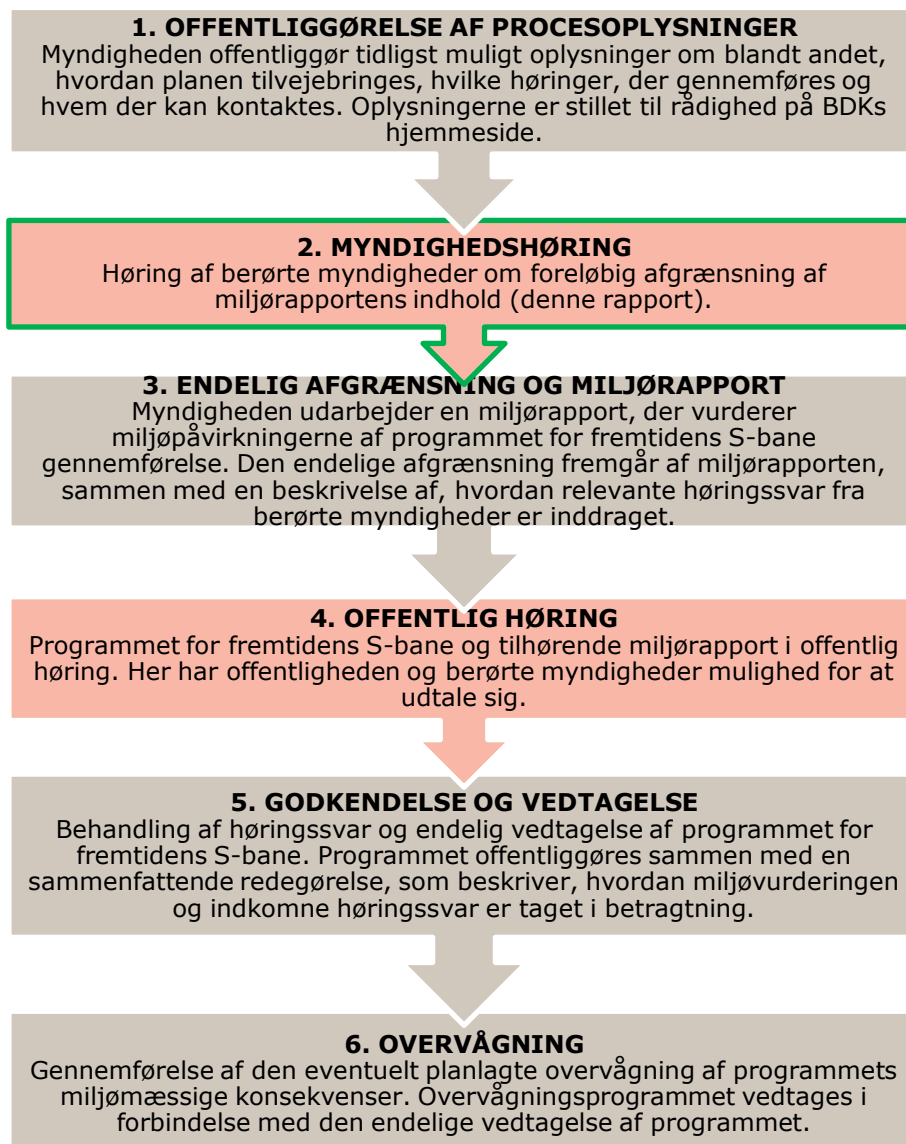 1. OFFENTLIGGØRELSE AF PROCESOPLYSNINGER
Myndigheden offentliggør tidligst muligt oplysninger om blandt andet,
hvordan planen tilvejebringes, hvilke høringer, der gennemføres og
hvem der kan kontaktes. Oplysningerne er stillet til rådighed på BDKs
hjemmeside.
2. MYNDIGHEDSHØRING
Høring af berørte myndigheder om foreløbig afgrænsning af
miljørapportens indhold (denne rapport).
3. ENDELIG AFGRÆNSNING OG MILJØRAPPORT
Myndigheden udarbejder en miljørapport, der vurderer
miljøpåvirkningerne af programmet for fremtidens S-bane
gennemførelse. Den endelige afgrænsning fremgår af miljørapporten,
sammen med en beskrivelse af, hvordan relevante høringssvar fra
berørte myndigheder er inddraget.
4. OFFENTLIG HØRING
Programmet for fremtidens S-bane og tilhørende miljørapport i offentlig
høring. Her har offentligheden og berørte myndigheder mulighed for at
udtale sig.
5. GODKENDELSE OG VEDTAGELSE
Behandling af høringssvar og endelig vedtagelse af programmet for
fremtidens S-bane. Programmet offentliggøres sammen med en
sammenfattende redegørelse, som beskriver, hvordan miljøvurderingen
og indkomne høringssvar er taget i betragtning.
6. OVERVÅGNING
Gennemførelse af den eventuelt planlagte overvågning af programmets
miljømæssige konsekvenser. Overvågningsprogrammet vedtages i
forbindelse med den endelige vedtagelse af programmet.